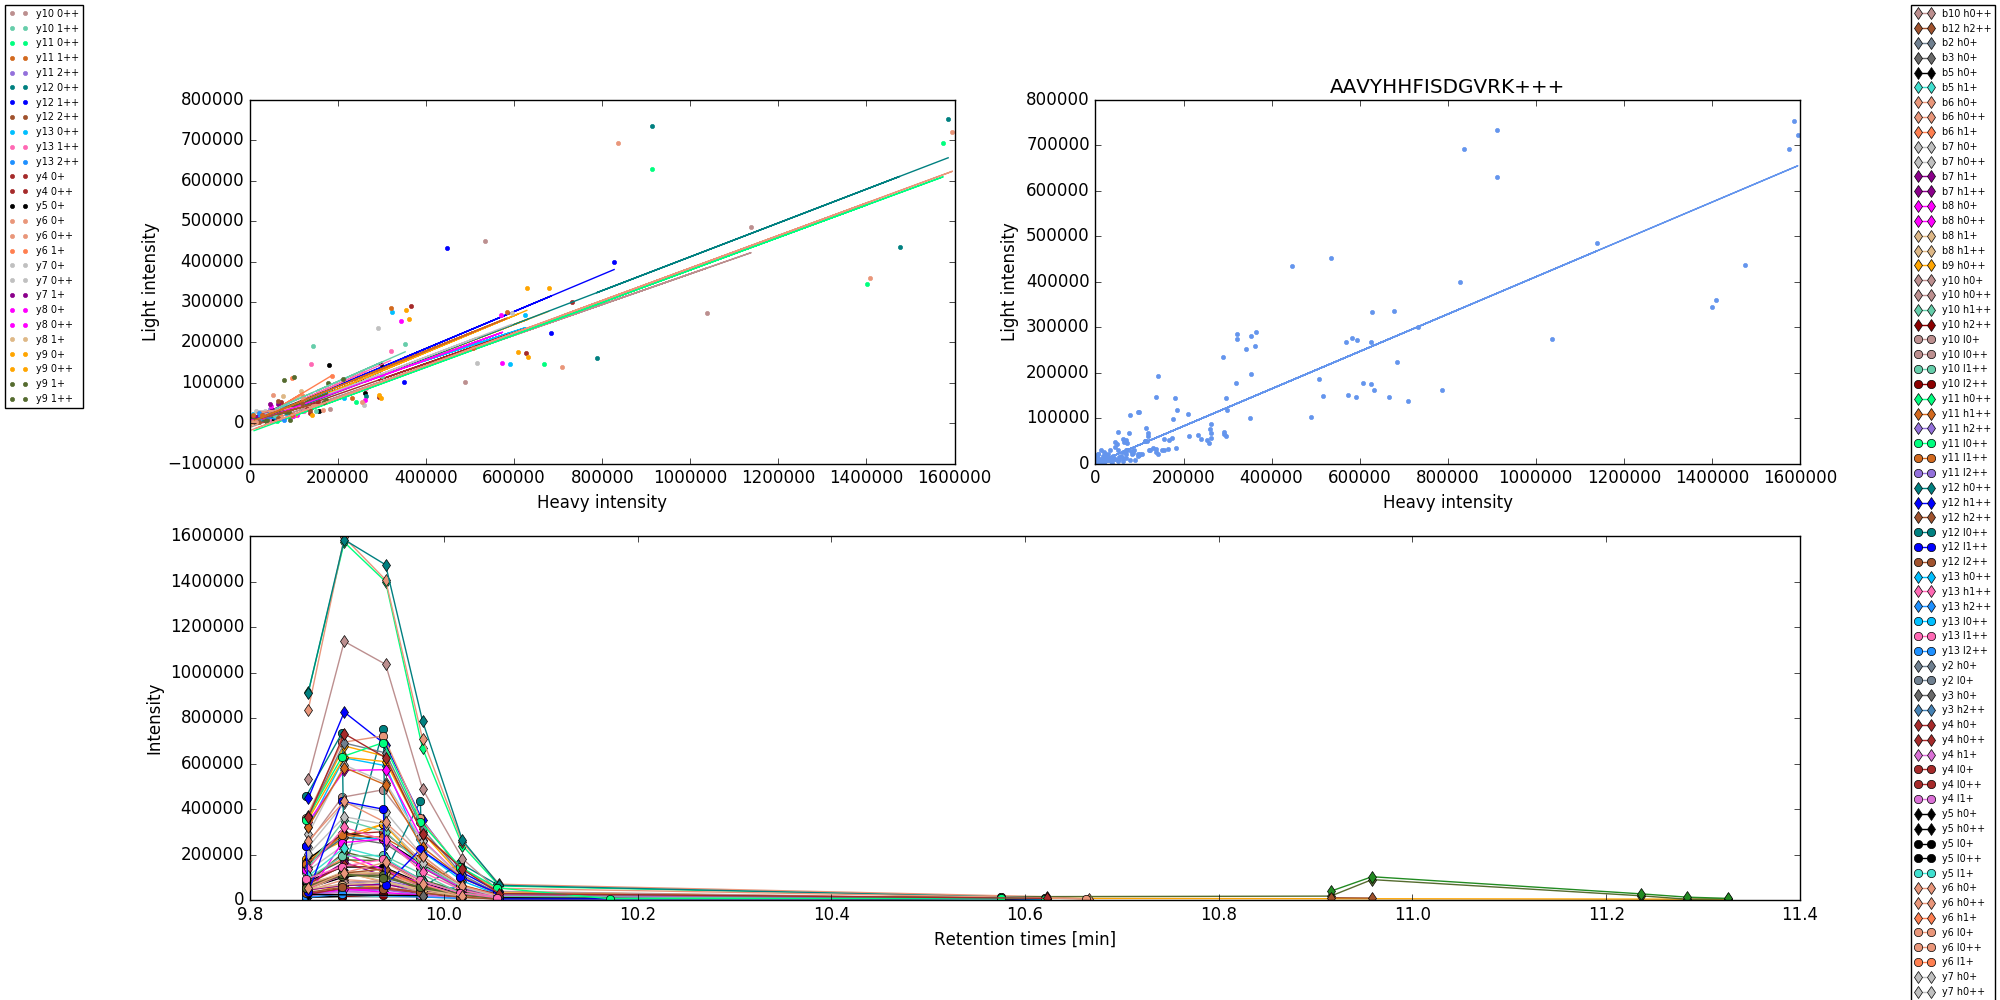 y10 0++
y10 1++
y11 0++
y11 1++
y11 2++
y12 0++
y12 1++
y12 2++
y13 0++
y13 1++
y13 2++
y4 0+
y4 0++
y5 0+
y6 0+
y6 0++
y6 1+
y7 0+
y7 0++
y7 1+
y8 0+
y8 0++
y8 1+
y9 0+
y9 0++
y9 1+
y9 1++
800000
700000
600000
500000
400000
300000
200000
100000
0
−100000
Light intensity
0 200000 400000 600000 800000 1000000 1200000 1400000 1600000
Heavy intensity
AAVYHHFISDGVRK+++
800000
700000
600000
500000
400000
300000
200000
100000
0
Light intensity
0 200000 400000 600000 800000 1000000 1200000 1400000 1600000
Heavy intensity
1600000
1400000
1200000
1000000
800000
600000
400000
200000
0
Intensity
9.8 10.0 10.2 10.4 10.6 10.8 11.0 11.2 11.4
Retention times [min]
b10 h0++
b12 h2++
b2 h0+
b3 h0+
b5 h0+
b5 h1+
b6 h0+
b6 h0++
b6 h1+
b7 h0+
b7 h0++
b7 h1+
b7 h1++
b8 h0+
b8 h0++
b8 h1+
b8 h1++
b9 h0++
y10 h0+
y10 h0++
y10 h1++
y10 h2++
y10 l0+
y10 l0++
y10 l1++
y10 l2++
y11 h0++
y11 h1++
y11 h2++
y11 l0++
y11 l1++
y11 l2++
y12 h0++
y12 h1++
y12 h2++
y12 l0++
y12 l1++
y12 l2++
y13 h0++
y13 h1++
y13 h2++
y13 l0++
y13 l1++
y13 l2++
y2 h0+
y2 l0+
y3 h0+
y3 h2++
y4 h0+
y4 h0++
y4 h1+
y4 l0+
y4 l0++
y4 l1+
y5 h0+
y5 h0++
y5 l0+
y5 l0++
y5 l1+
y6 h0+
y6 h0++
y6 h1+
y6 l0+
y6 l0++
y6 l1+
y7 h0+
y7 h0++